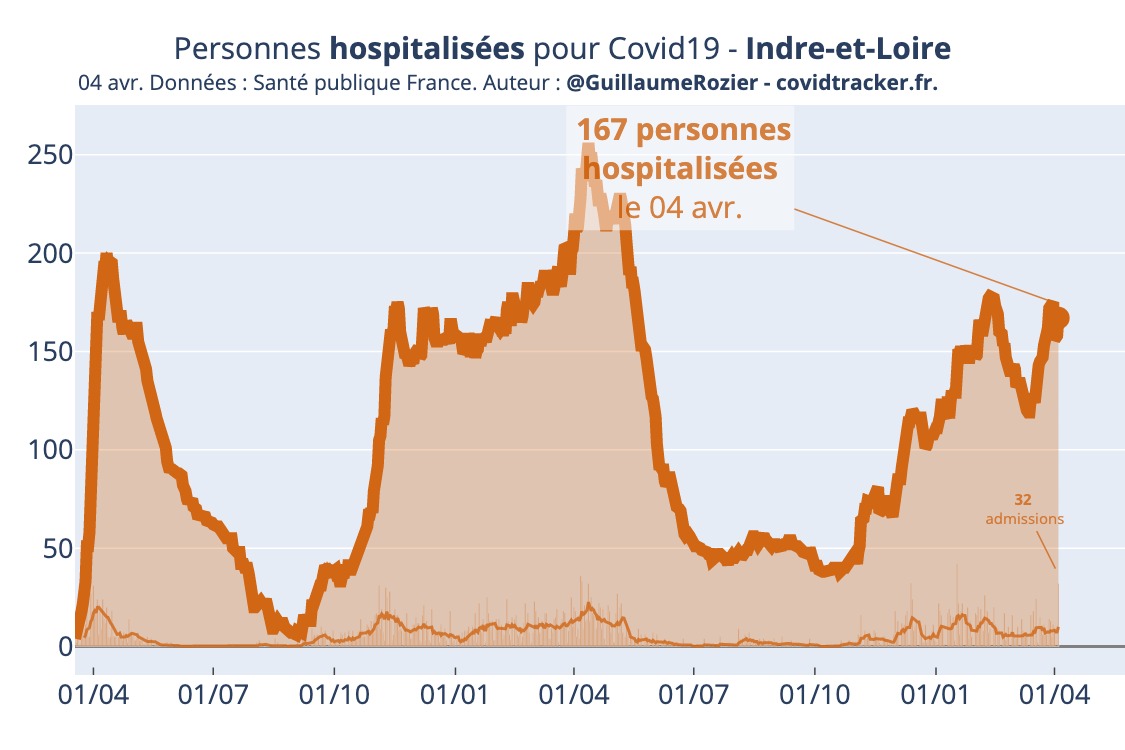 Personnes hospitalisées pour Covid19 - Indre-et-Loire
04 avr. Données : Santé publique France. Auteur : @GuillaumeRozier - covidtracker.fr.
167 personnes
hospitalisées
le 04 avr.
250
200
150
100
50
0
32
admissions
01/04
01/07
01/10
01/01
01/04
01/07
01/10
01/01
01/04